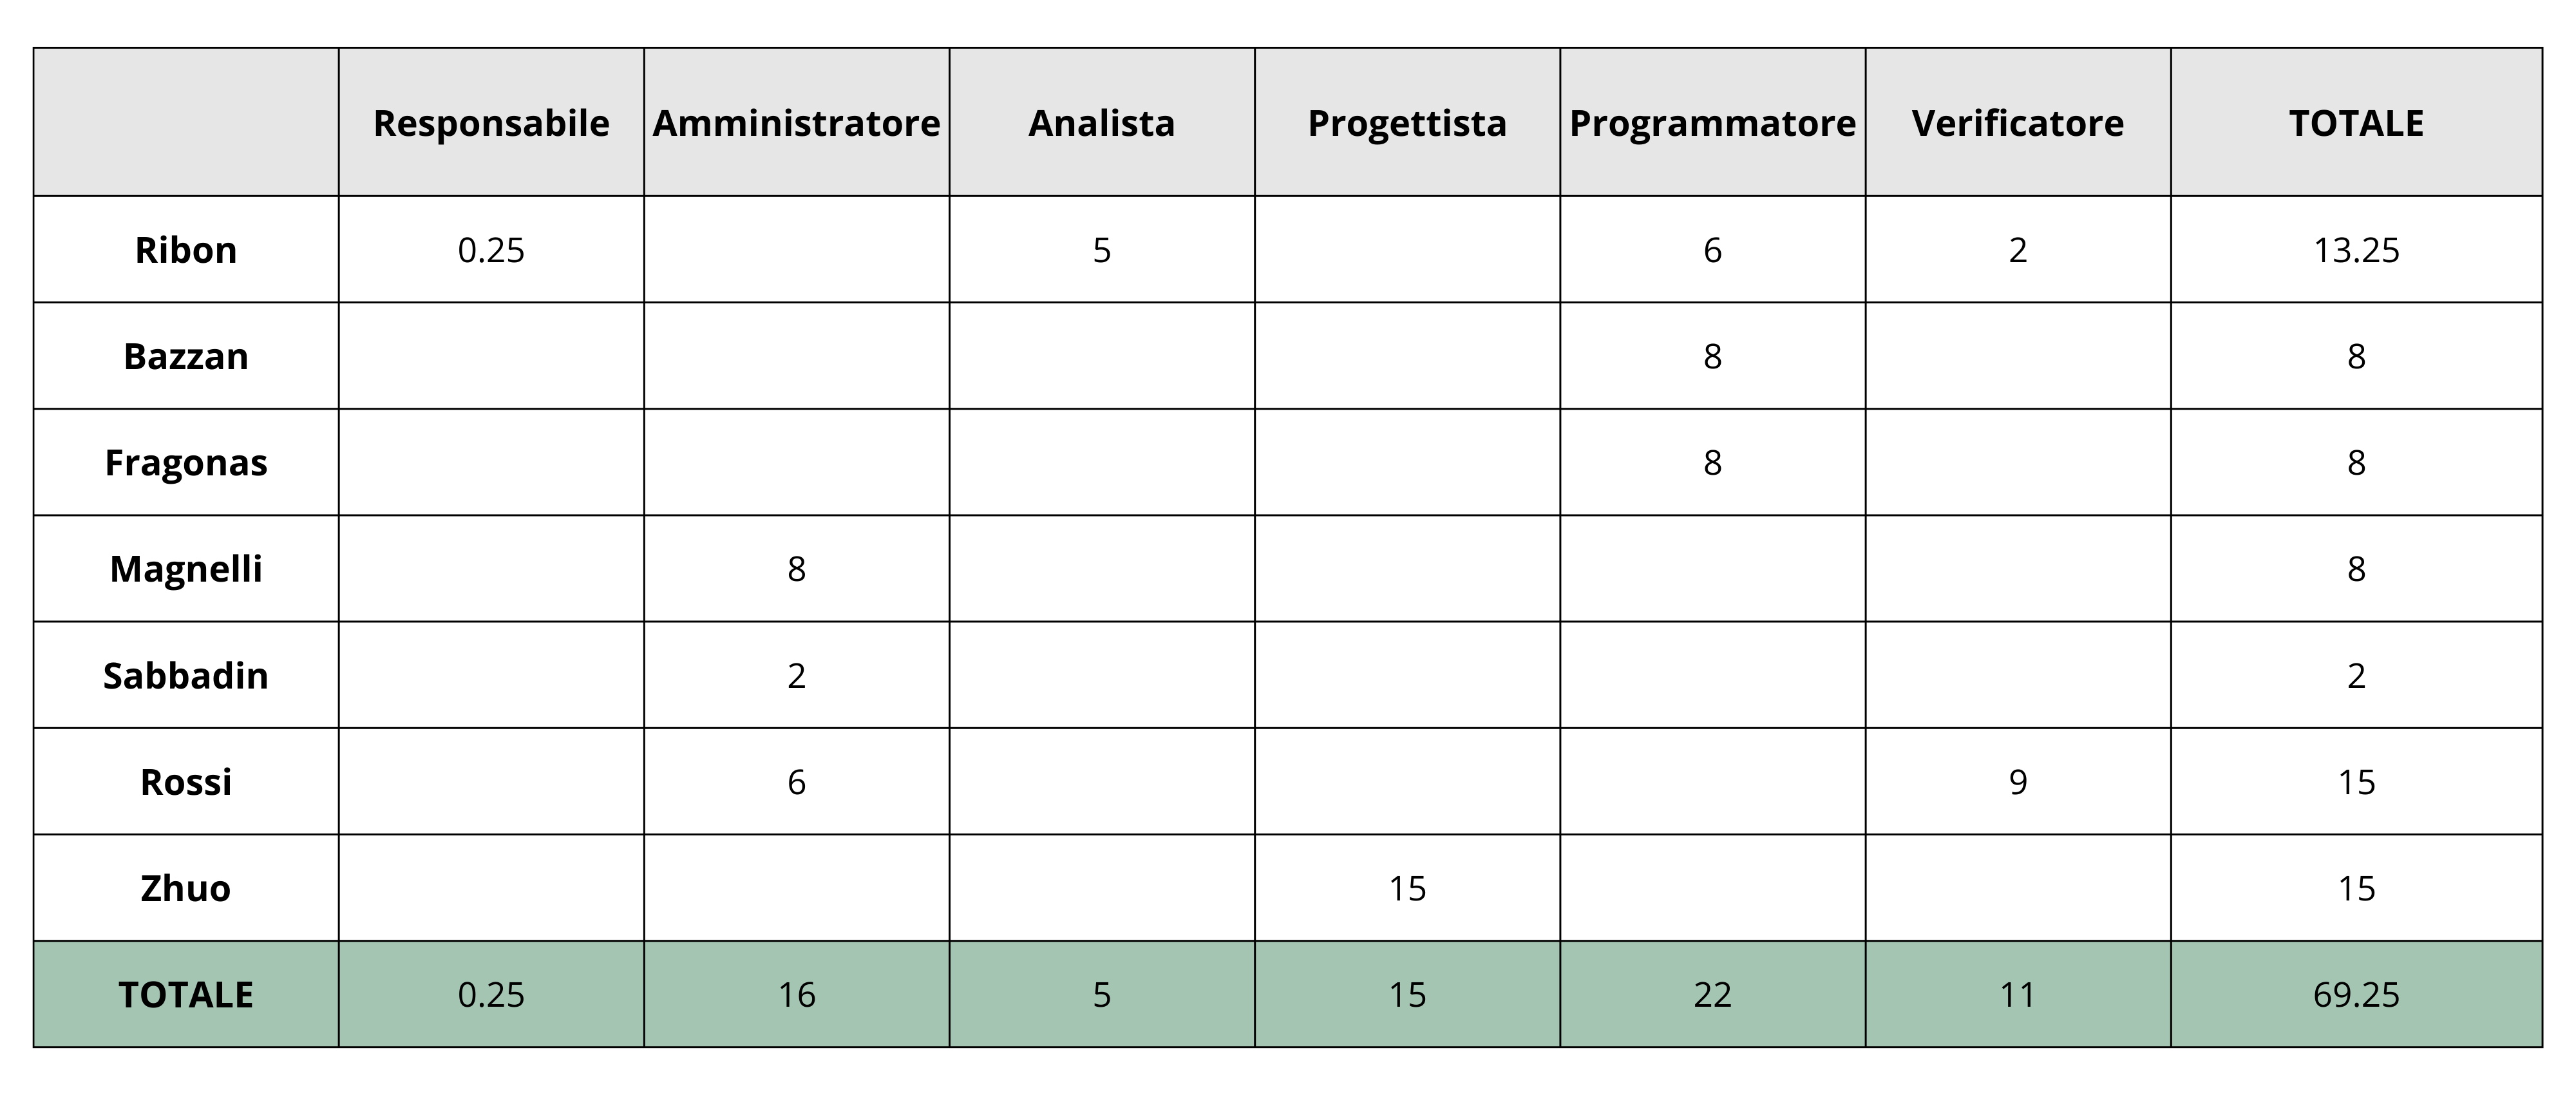 Responsabile Amministratore Analista Progettista Programmatore Verificatore TOTALE
Ribon 0.25 5 6 2 13.25
Bazzan 8 8
Fragonas 8 8
Magnelli 8 8
Sabbadin 2 2
Rossi 6 9 15
Zhuo 15 15
TOTALE 0.25 16 5 15 22 11 69.25